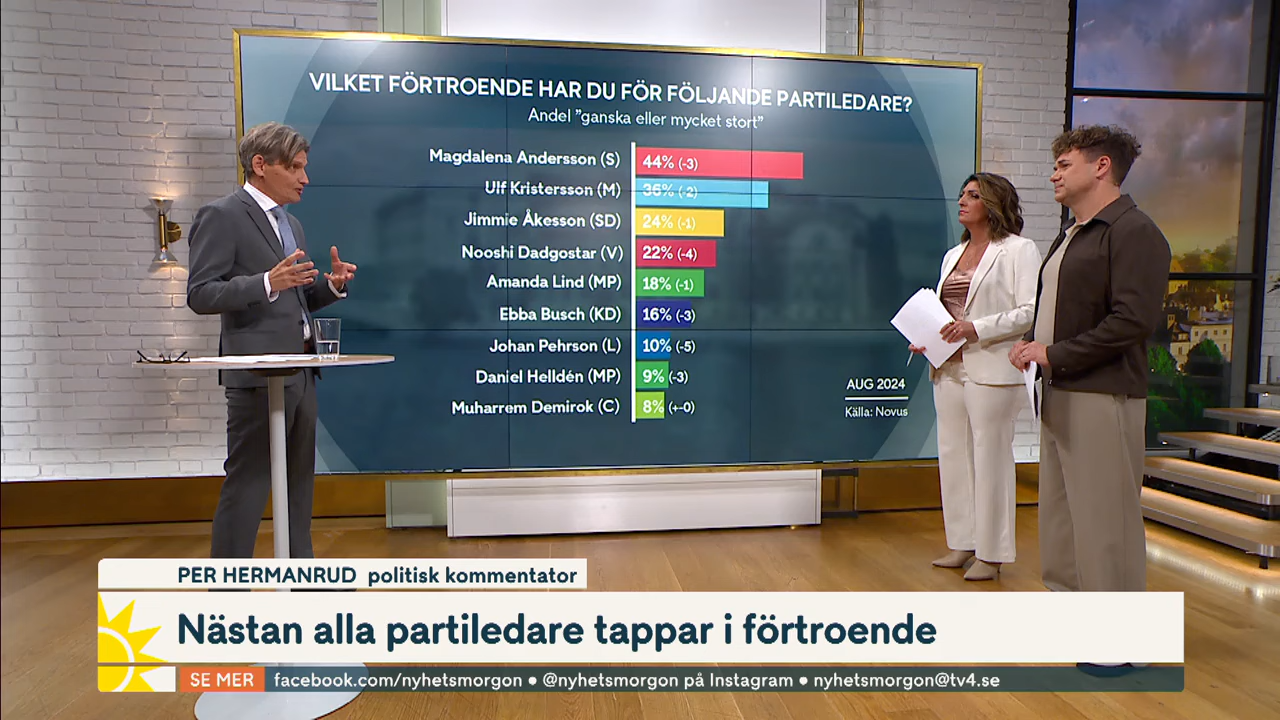 VILKET FÖRTROENDE HAR DU FÖR FÖLJANDE PARTILEDARE?
Andel ”ganska eller mycket stort”
Magdalena Andersson (S) 44% (-3)
Ulf Kristersson (M) 36% (-2)
Jimmie Åkesson (SD) 24% (-1)
Nooshi Dadgostar (V) 22% (-4)
Amanda Lind (MP) 18% (-1)
Ebba Busch (KD) 16% (-3)
Johan Pehrson (L) 10% (-5)
Daniel Helldén (MP) 9% (-3)
Muharrem Demirok (C) 8% (+-0)
AUG 2024
Källa: Novus
PER HERMANRUD politisk kommentator
Nästan alla partiledare tappar i förtroende
SE MER facebook.com/nyhetsmorgon • @nyhetsmorgon på Instagram • nyhetsmorgon@tv4.se